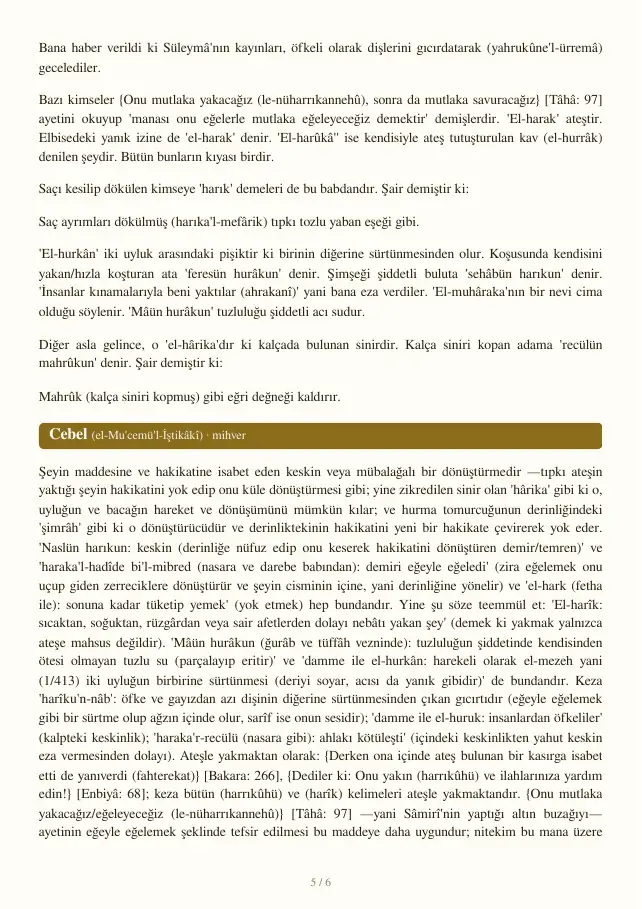 Bana haber verildi ki Süleymâ'nın kayınları, öfkeli olarak dişlerini gıcırdatarak (yahrukûne'l-ürremâ)
gecelediler.
Bazı kimseler {Onu mutlaka yakacağız (le-nüharrıkannehû), sonra da mutlaka savuracağız} [Tâhâ: 97]
ayetini okuyup 'manası onu eğelerle mutlaka eğeleyeceğiz demektir' demişlerdir. 'El-harak' ateştir.
Elbisedeki yanık izine de 'el-harak' denir. 'El-harûkâ'' ise kendisiyle ateş tutuşturulan kav (el-hurrâk)
denilen şeydir. Bütün bunların kıyası birdir.
Saçı kesilip dökülen kimseye 'harık' demeleri de bu babdandır. Şair demiştir ki:
Saç ayrımları dökülmüş (harıka'l-mefârik) tıpkı tozlu yaban eşeği gibi.
'El-hurkân' iki uyluk arasındaki pişiktir ki birinin diğerine sürtünmesinden olur. Koşusunda kendisini
yakan/hızla koşturan ata 'feresün hurâkun' denir. Şimşeği şiddetli buluta 'sehâbün harıkun' denir.
'İnsanlar kınamalarıyla beni yaktılar (ahrakanî)' yani bana eza verdiler. 'El-muhâraka'nın bir nevi cima
olduğu söylenir. 'Mâün hurâkun' tuzluluğu şiddetli acı sudur.
Diğer asla gelince, o 'el-hârika'dır ki kalçada bulunan sinirdir. Kalça siniri kopan adama 'recülün
mahrûkun' denir. Şair demiştir ki:
Mahrûk (kalça siniri kopmuş) gibi eğri değneği kaldırır.
Cebel (el-Mu'cemü'l-İştikâkî) · mihver
Şeyin maddesine ve hakikatine isabet eden keskin veya mübalağalı bir dönüştürmedir —tıpkı ateşin
yaktığı şeyin hakikatini yok edip onu küle dönüştürmesi gibi; yine zikredilen sinir olan 'hârika' gibi ki o,
uyluğun ve bacağın hareket ve dönüşümünü mümkün kılar; ve hurma tomurcuğunun derinliğindeki
'şimrâh' gibi ki o dönüştürücüdür ve derinliktekinin hakikatini yeni bir hakikate çevirerek yok eder.
'Naslün harıkun: keskin (derinliğe nüfuz edip onu keserek hakikatini dönüştüren demir/temren)' ve
'haraka'l-hadîde bi'l-mibred (nasara ve darebe babından): demiri eğeyle eğeledi' (zira eğelemek onu
uçup giden zerreciklere dönüştürür ve şeyin cisminin içine, yani derinliğine yönelir) ve 'el-hark (fetha
ile): sonuna kadar tüketip yemek' (yok etmek) hep bundandır. Yine şu söze teemmül et: 'El-harîk:
sıcaktan, soğuktan, rüzgârdan veya sair afetlerden dolayı nebâtı yakan şey' (demek ki yakmak yalnızca
ateşe mahsus değildir). 'Mâün hurâkun (ğurâb ve tüffâh vezninde): tuzluluğun şiddetinde kendisinden
ötesi olmayan tuzlu su (parçalayıp eritir)' ve 'damme ile el-hurkân: harekeli olarak el-mezeh yani
(1/413) iki uyluğun birbirine sürtünmesi (deriyi soyar, acısı da yanık gibidir)' de bundandır. Keza
'harîku'n-nâb': öfke ve gayızdan azı dişinin diğerine sürtünmesinden çıkan gıcırtıdır (eğeyle eğelemek
gibi bir sürtme olup ağzın içinde olur, sarîf ise onun sesidir); 'damme ile el-huruk: insanlardan öfkeliler'
(kalpteki keskinlik); 'haraka'r-recülü (nasara gibi): ahlakı kötüleşti' (içindeki keskinlikten yahut keskin
eza vermesinden dolayı). Ateşle yakmaktan olarak: {Derken ona içinde ateş bulunan bir kasırga isabet
etti de yanıverdi (fahterekat)} [Bakara: 266], {Dediler ki: Onu yakın (harrıkûhü) ve ilahlarınıza yardım
edin!} [Enbiyâ: 68]; keza bütün (harrıkûhü) ve (harîk) kelimeleri ateşle yakmaktandır. {Onu mutlaka
yakacağız/eğeleyeceğiz (le-nüharrıkannehû)} [Tâhâ: 97] —yani Sâmirî'nin yaptığı altın buzağıyı—
ayetinin eğeyle eğelemek şeklinde tefsir edilmesi bu maddeye daha uygundur; nitekim bu mana üzere
5 / 6